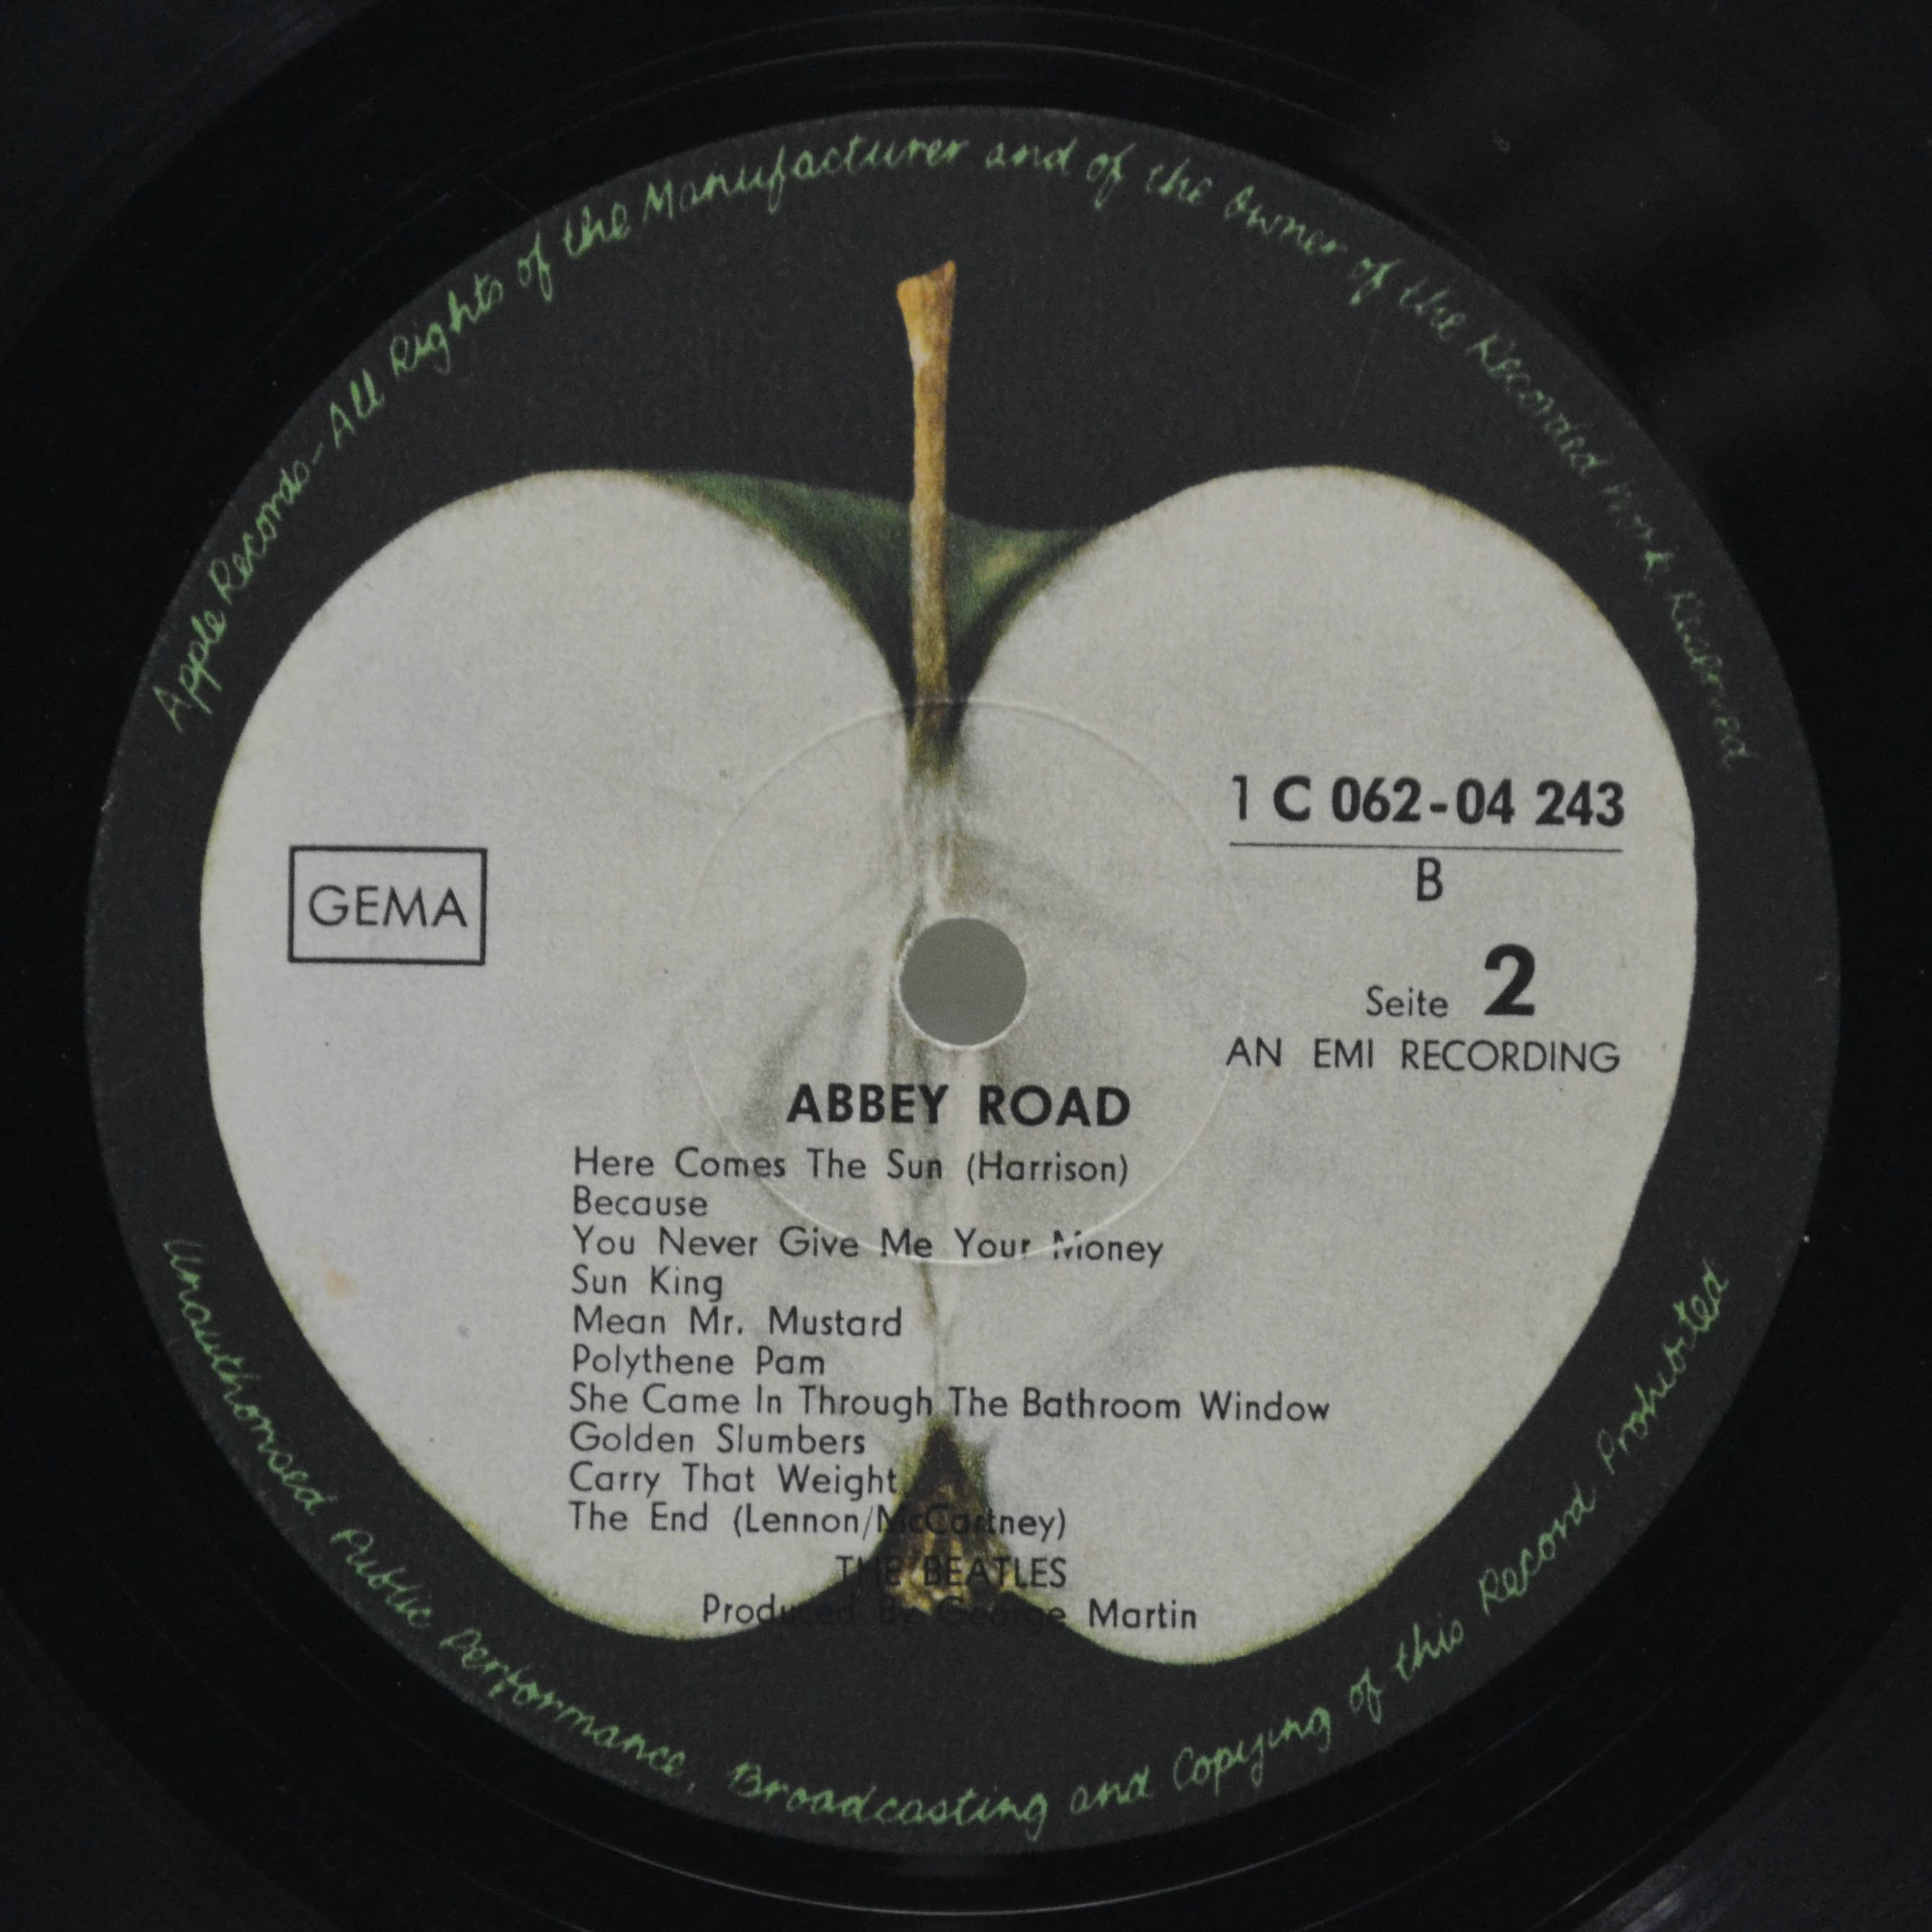 Apple Records - All Rights of the Manufacturer and of the Owner of the Recorded Work Reserved
1 C 062-04 243
B
GEMA
Seite 2
AN EMI RECORDING
ABBEY ROAD
Here Comes The Sun (Harrison)
Because
You Never Give Me Your Money
Sun King
Mean Mr. Mustard
Polythene Pam
She Came In Through The Bathroom Window
Golden Slumbers
Carry That Weight
The End (Lennon/McCartney)
THE BEATLES
Produced By George Martin
Unauthorised Public Performance, Broadcasting and Copying of this Record Prohibited